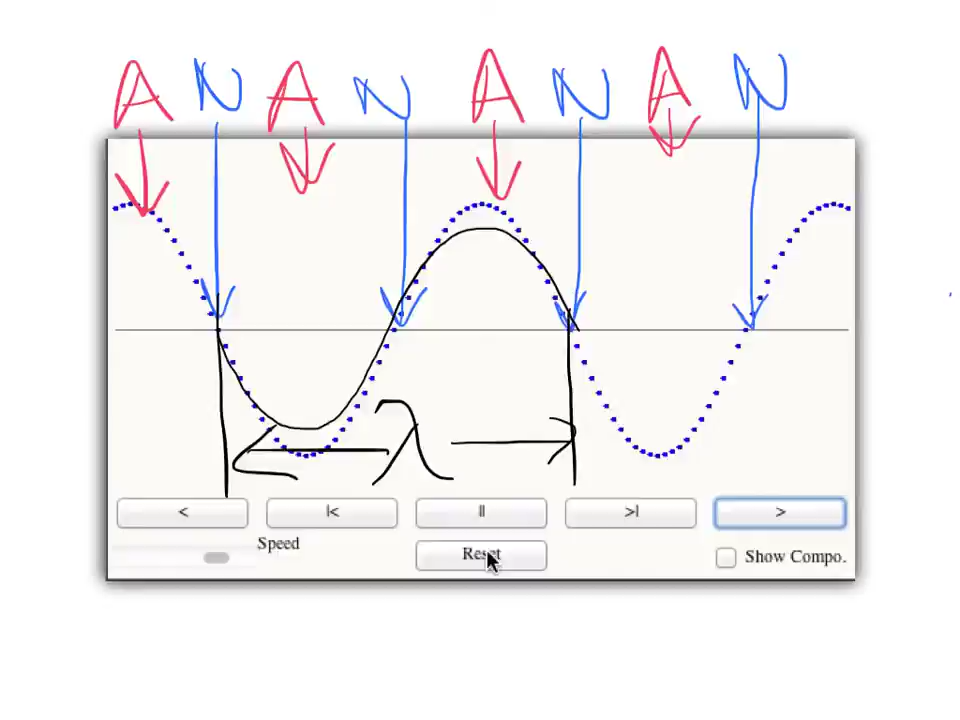 A N A N A N A N
λ
< |< || >| >
Speed Reset Show Compo.